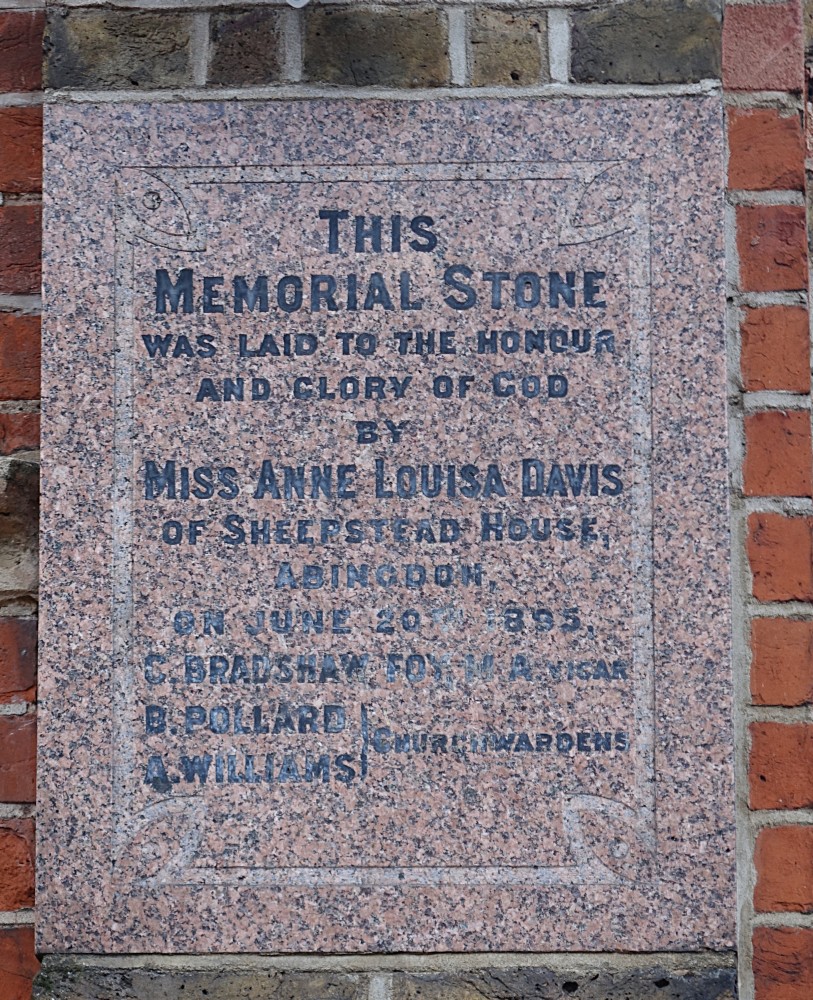 THIS
MEMORIAL STONE
WAS LAID TO THE HONOUR
AND GLORY OF GOD
BY
MISS ANNE LOUISA DAVIS
OF SHEEPSTEAD HOUSE,
ABINGDON,
ON JUNE 20TH 1895,
C. BRADSHAW FOY, M.A. VICAR
B. POLLARD
A. WILLIAMS
CHURCHWARDENS